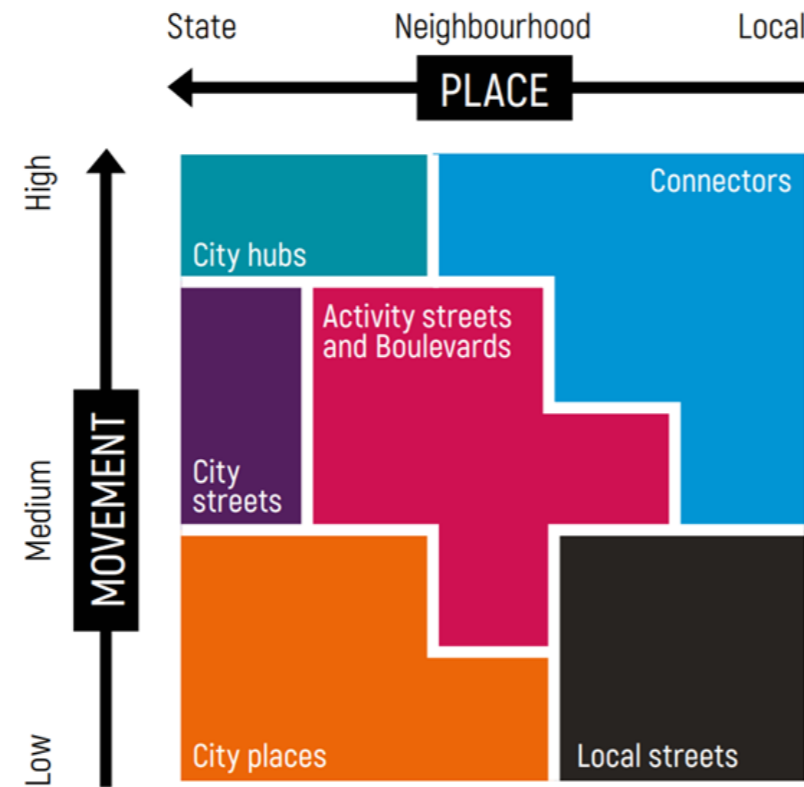 State Neighbourhood Local
PLACE
High
Connectors
City hubs
Activity streets
and Boulevards
MOVEMENT
Medium
City
streets
Low
City places
Local streets